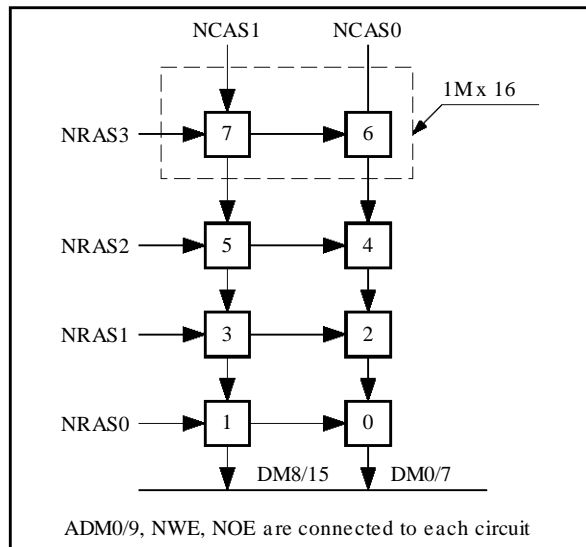 NCAS1 NCAS0
1M x 16
NRAS3 7 6
NRAS2 5 4
NRAS1 3 2
NRAS0 1 0
DM8/15 DM0/7
ADM0/9, NWE, NOE are connected to each circuit